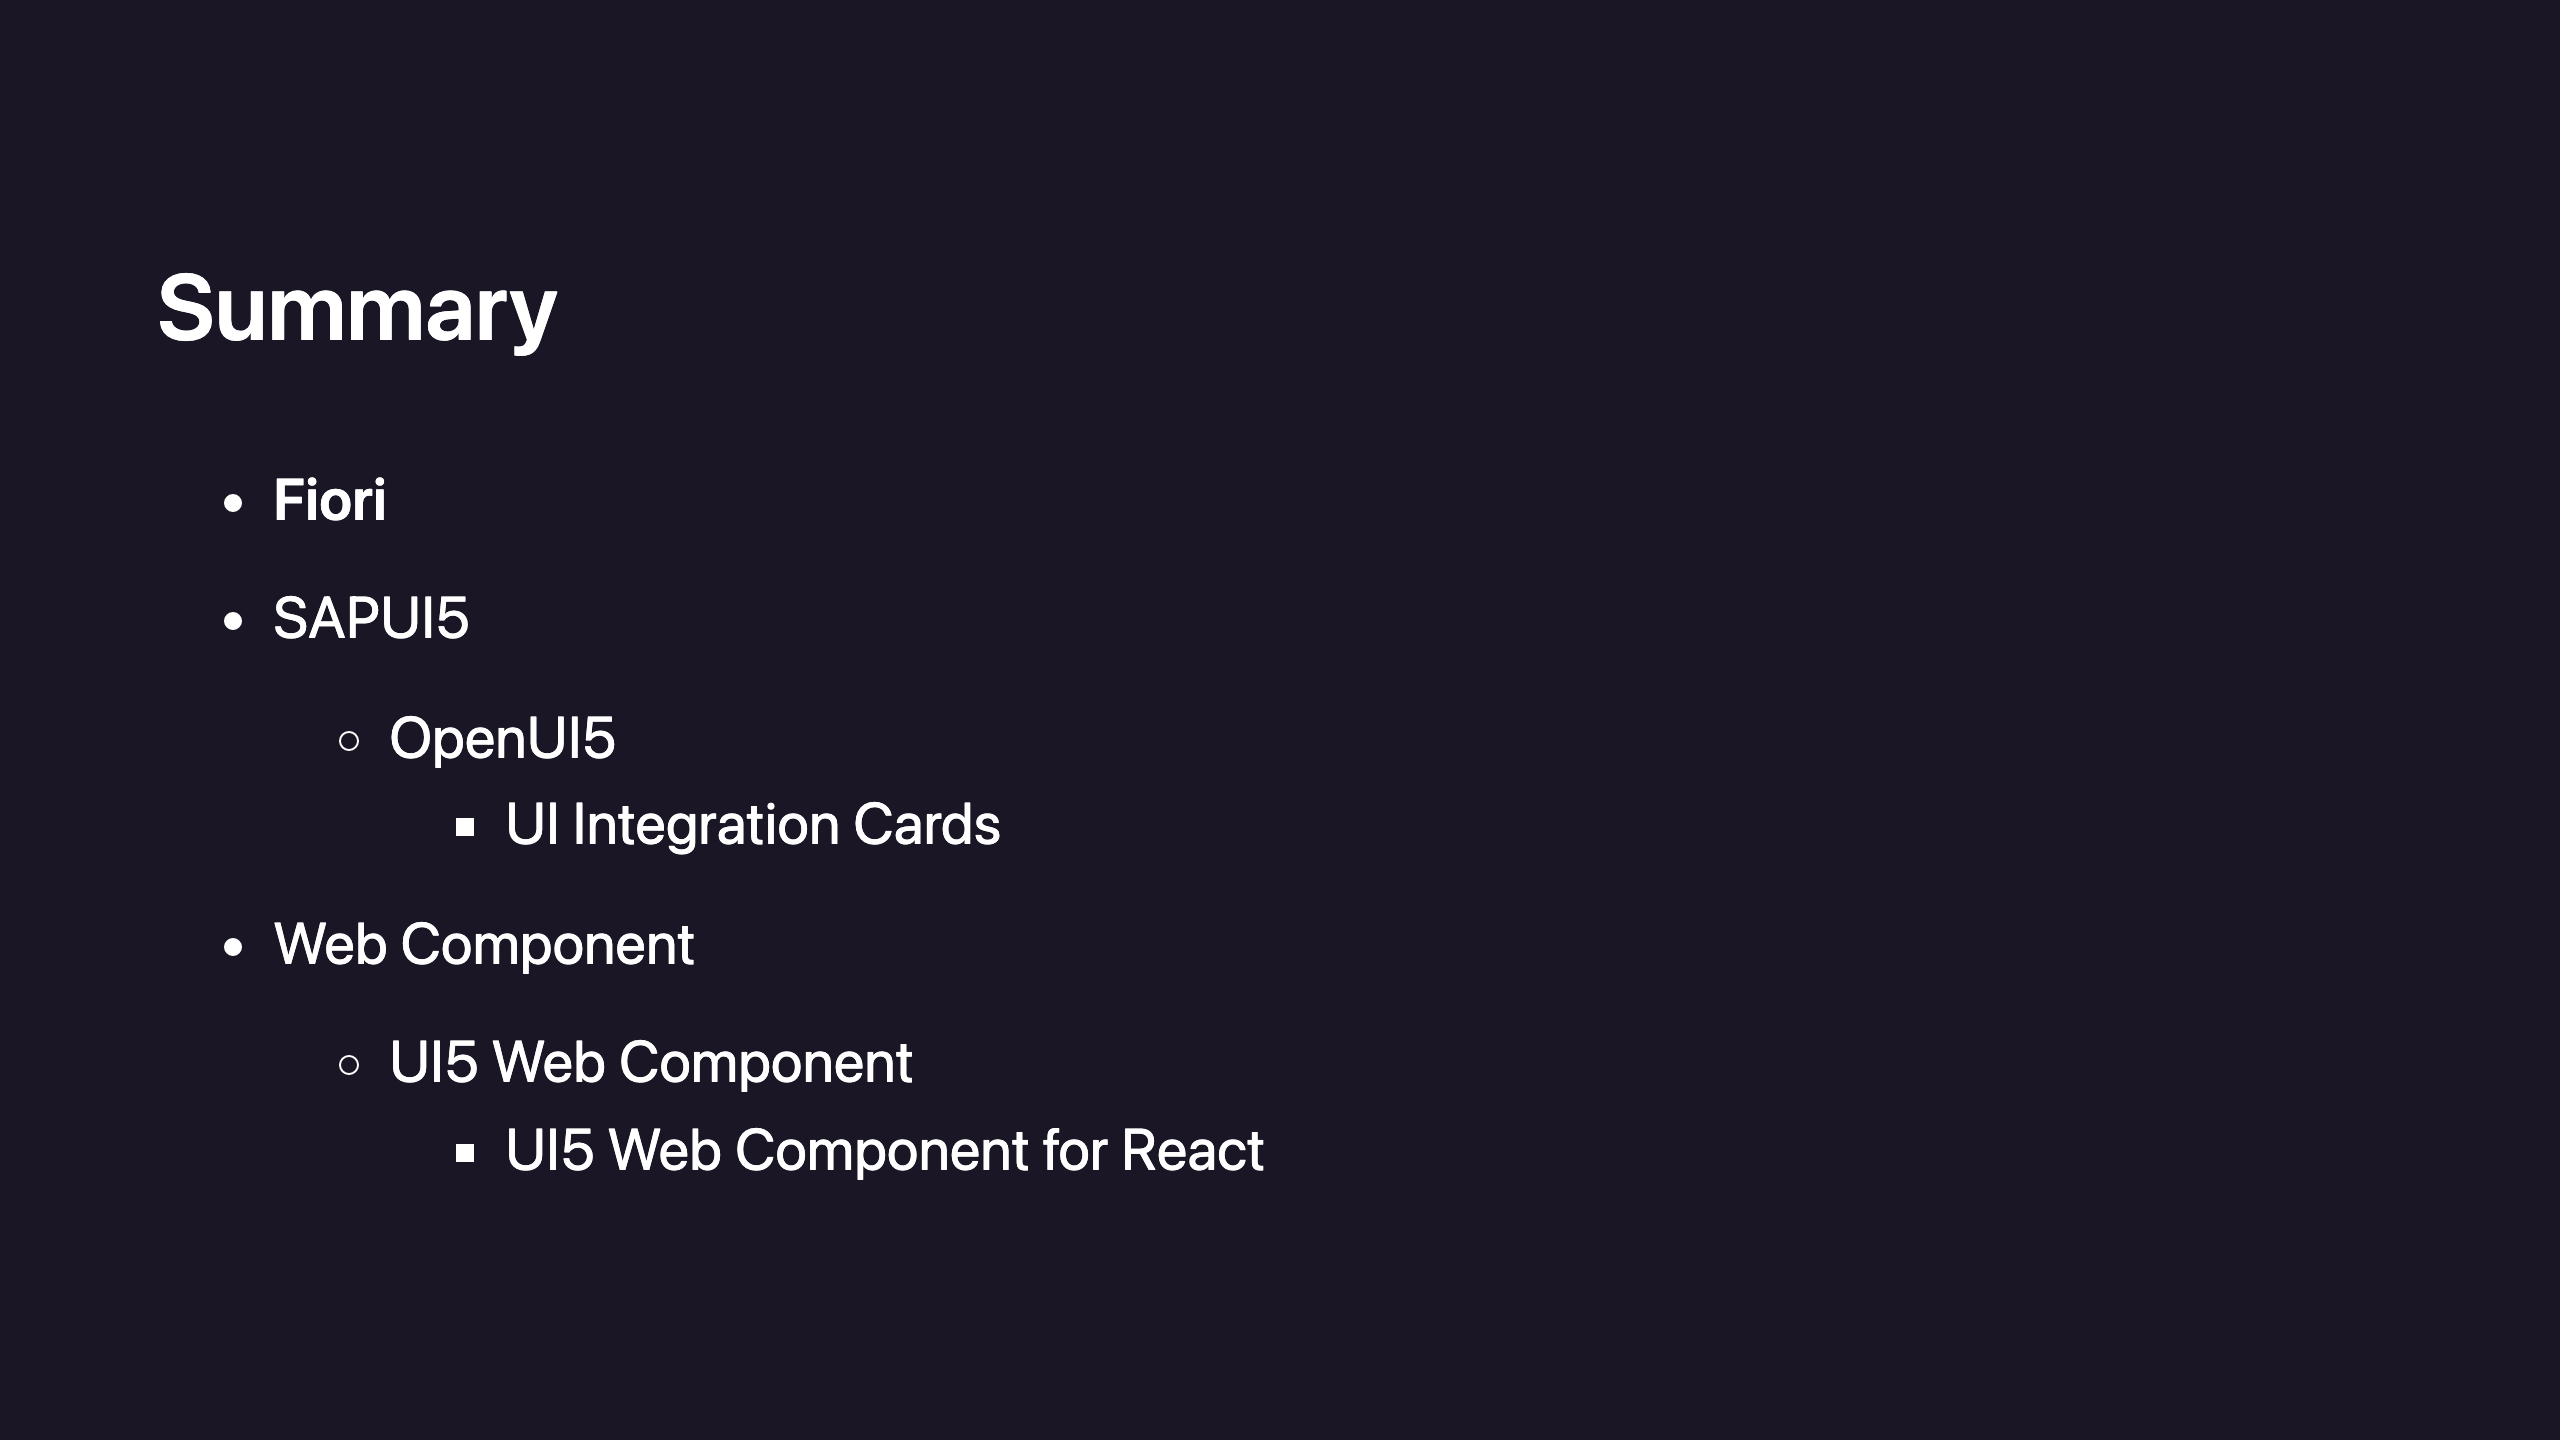 Summary
Fiori
SAPUI5
OpenUI5
UI Integration Cards
Web Component
UI5 Web Component
UI5 Web Component for React